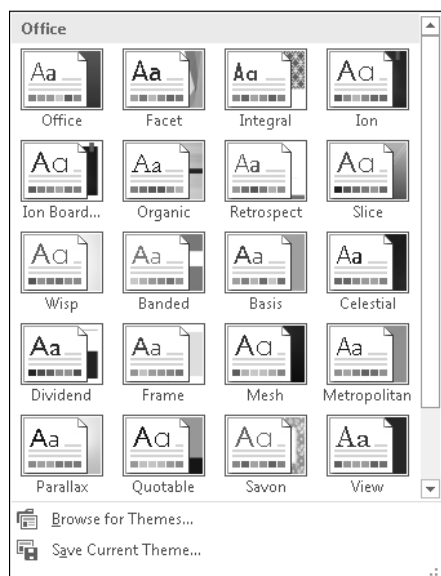 Office
Aa Aa Aa Aa
Office Facet Integral Ion
Aa Aa Aa Aa
Ion Board... Organic Retrospect Slice
Aa Aa Aa Aa
Wisp Banded Basis Celestial
Aa Aa Aa Aa
Dividend Frame Mesh Metropolitan
Aa Aa Aa Aa
Parallax Quotable Savon View
Browse for Themes...
Save Current Theme...